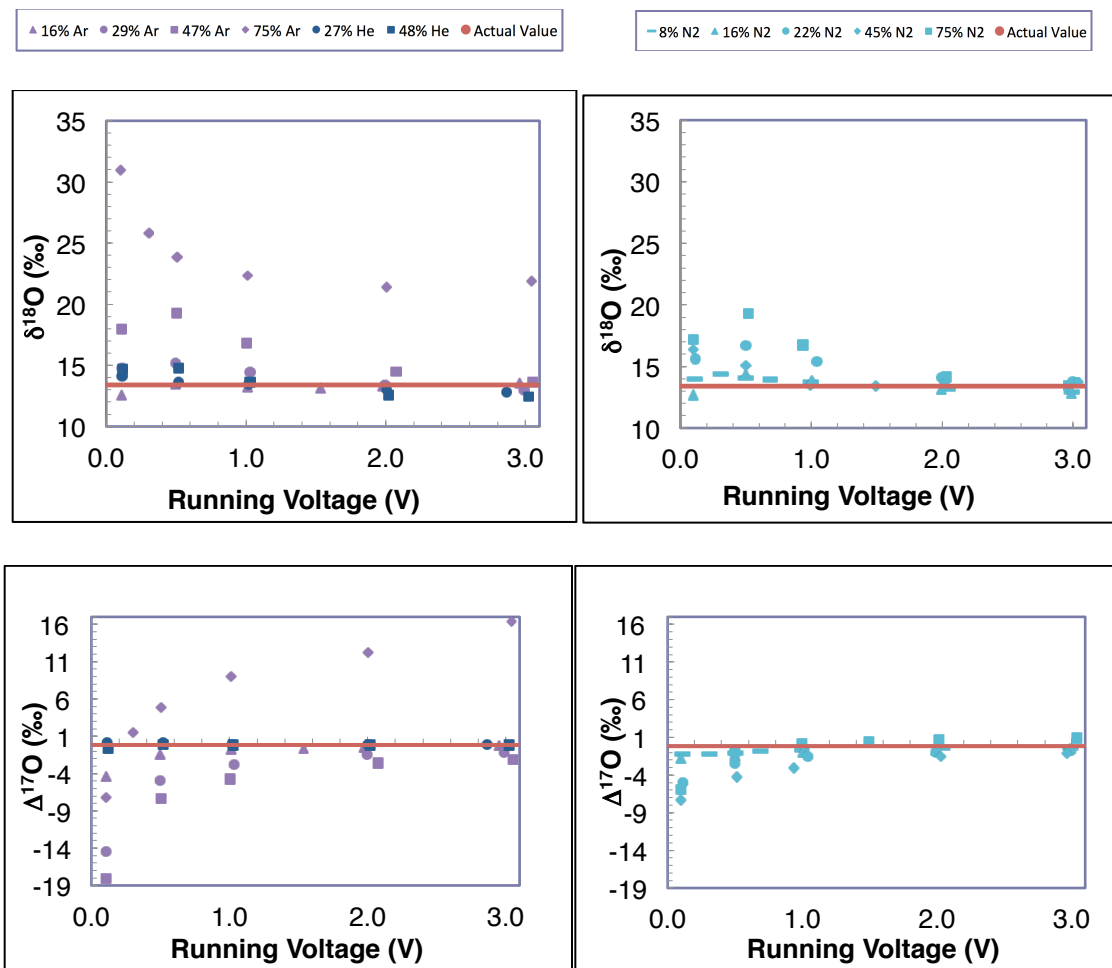 16% Ar 29% Ar 47% Ar 75% Ar 27% He 48% He Actual Value
8% N2 16% N2 22% N2 45% N2 75% N2 Actual Value
35
30
25
20
15
10
δ18O (‰)
0.0 1.0 2.0 3.0
Running Voltage (V)
35
30
25
20
15
10
δ18O (‰)
0.0 1.0 2.0 3.0
Running Voltage (V)
16
11
6
1
-4
-9
-14
-19
Δ17O (‰)
0.0 1.0 2.0 3.0
Running Voltage (V)
16
11
6
1
-4
-9
-14
-19
Δ17O (‰)
0.0 1.0 2.0 3.0
Running Voltage (V)